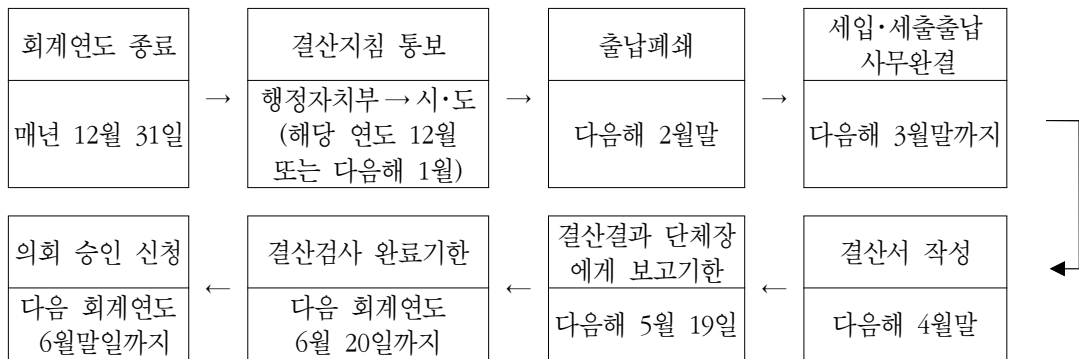 회계연도 종료
매년 12월 31일
→
결산지침 통보
행정자치부→시·도
(해당 연도 12월
또는 다음해 1월)
→
출납폐쇄
다음해 2월말
→
세입·세출출납
사무완결
다음해 3월말까지
결산서 작성
다음해 4월말
←
결산결과 단체장
에게 보고기한
다음해 5월 19일
←
결산검사 완료기한
다음 회계연도
6월 20일까지
←
의회 승인 신청
다음 회계연도
6월말일까지